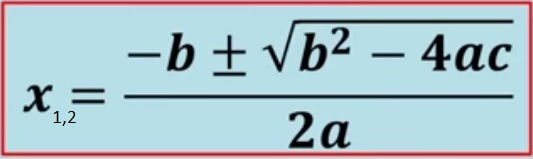 x₁,₂ = (-b ± √(b² − 4ac)) / (2a)